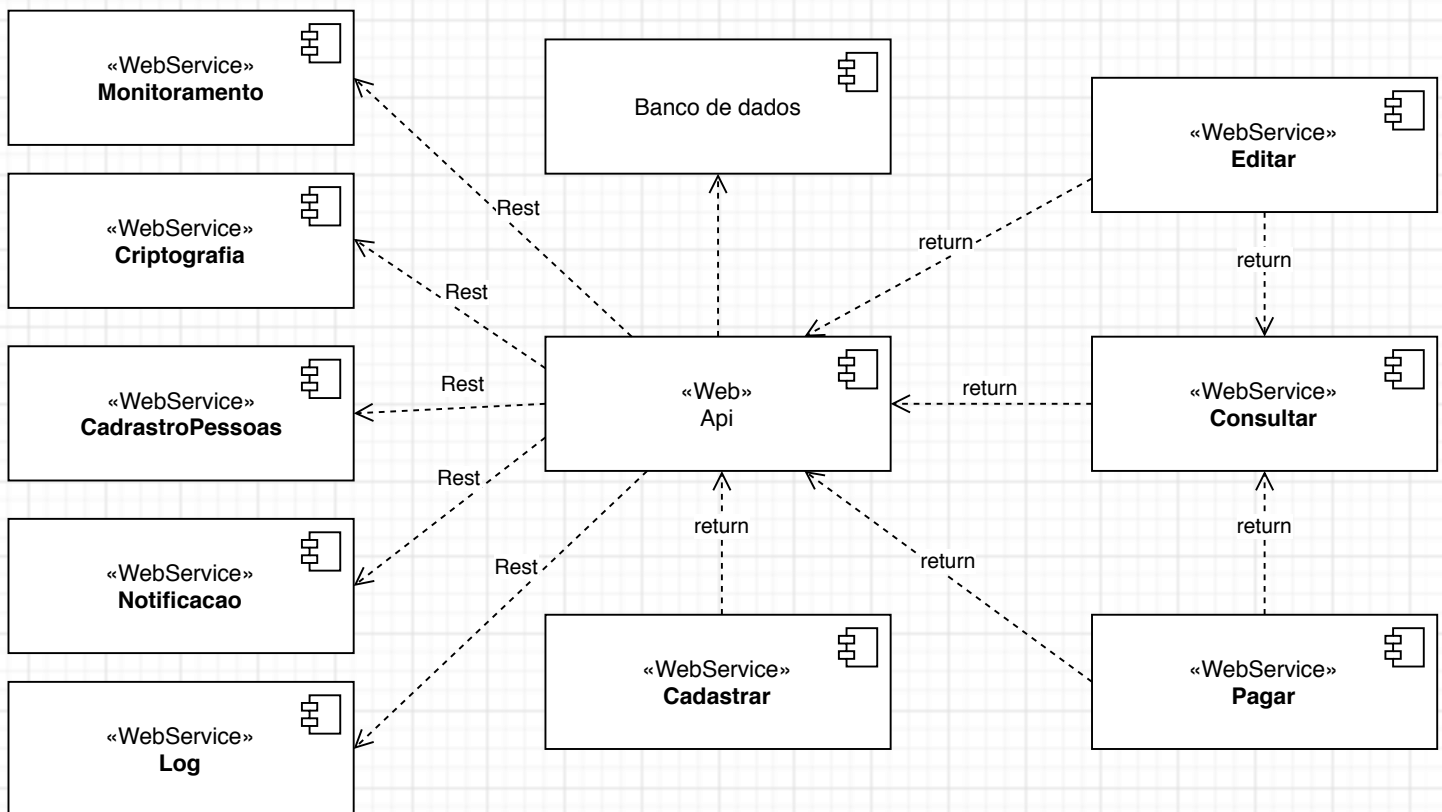 «WebService»
Monitoramento
Banco de dados
«WebService»
Editar
«WebService»
Criptografia
Rest
return
return
Rest
«WebService»
CadrastroPessoas
Rest
«Web»
Api
return
«WebService»
Consultar
Rest
return
return
«WebService»
Notificacao
Rest
return
«WebService»
Cadastrar
«WebService»
Pagar
«WebService»
Log